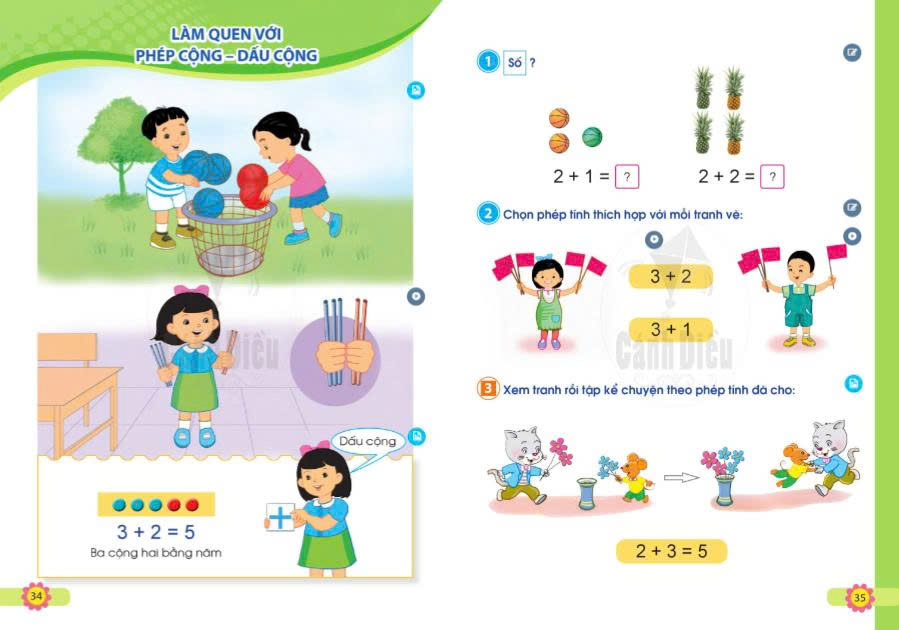 LÀM QUEN VỚI
PHÉP CỘNG – DẤU CỘNG
Dấu cộng
+
3 + 2 = 5
Ba cộng hai bằng năm
34
1 Số ?
2 + 1 = ?
2 + 2 = ?
2 Chọn phép tính thích hợp với mỗi tranh vẽ:
3 + 2
3 + 1
Cánh Diều
3 Xem tranh rồi tập kể chuyện theo phép tính đã cho:
2 + 3 = 5
35